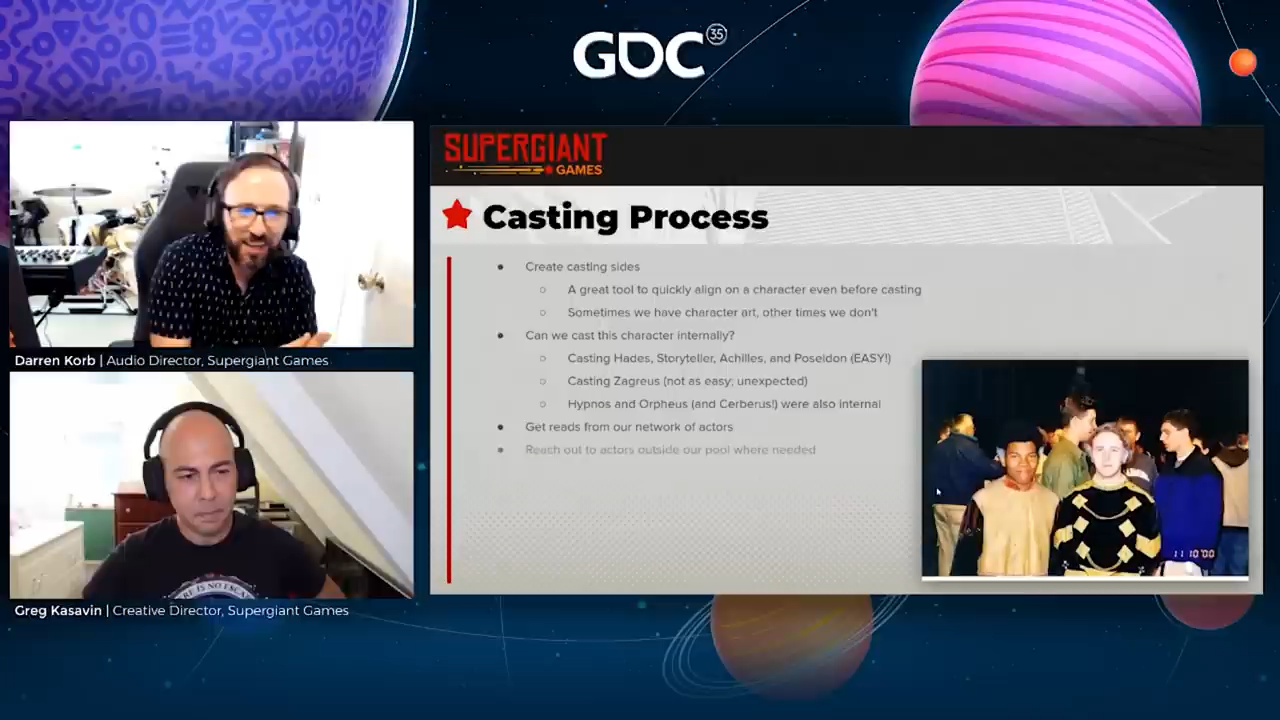 GDC 35
SUPERGIANT
GAMES
Casting Process
Create casting sides
A great tool to quickly align on a character even before casting
Sometimes we have character art, other times we don't
Can we cast this character internally?
Casting Hades, Storyteller, Achilles, and Poseidon (EASY!)
Casting Zagreus (not as easy; unexpected)
Hypnos and Orpheus (and Cerberus!) were also internal
Get reads from our network of actors
Reach out to actors outside our pool where needed
11 10'00
Darren Korb | Audio Director, Supergiant Games
IS NO ESCA
Greg Kasavin | Creative Director, Supergiant Games